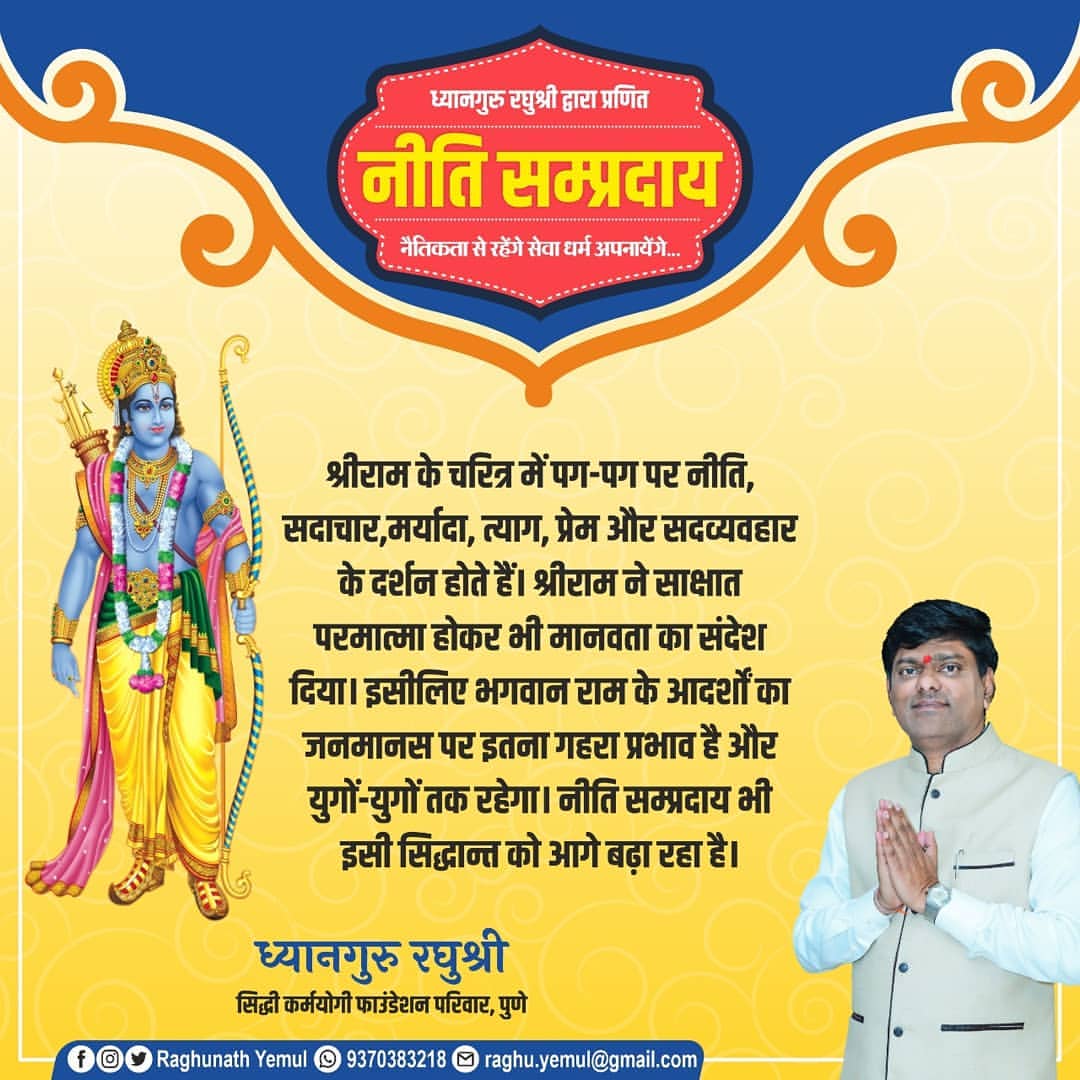 ध्यानगुरु रघुश्री द्वारा प्रणित
नीति सम्प्रदाय
नैतिकता से रहेंगे सेवा धर्म अपनायेंगे...
श्रीराम के चरित्र में पग-पग पर नीति,
सदाचार,मर्यादा, त्याग, प्रेम और सदव्यवहार
के दर्शन होते हैं। श्रीराम ने साक्षात
परमात्मा होकर भी मानवता का संदेश
दिया। इसीलिए भगवान राम के आदर्शों का
जनमानस पर इतना गहरा प्रभाव है और
युगों-युगों तक रहेगा। नीति सम्प्रदाय भी
इसी सिद्धान्त को आगे बढ़ा रहा है।
ध्यानगुरु रघुश्री
सिद्धी कर्मयोगी फाउंडेशन परिवार, पुणे
Raghunath Yemul 9370383218 raghu.yemul@gmail.com